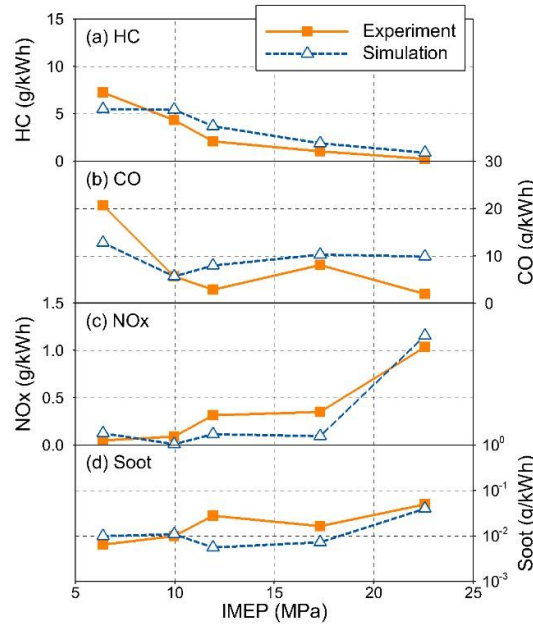 Experiment
Simulation
(a) HC
HC (g/kWh)
15
10
5
0
(b) CO
CO (g/kWh)
30
20
10
0
(c) NOx
NOx (g/kWh)
1.5
1.0
0.5
0.0
(d) Soot
Soot (g/kWh)
10⁰
10⁻¹
10⁻²
10⁻³
5 10 15 20 25
IMEP (MPa)